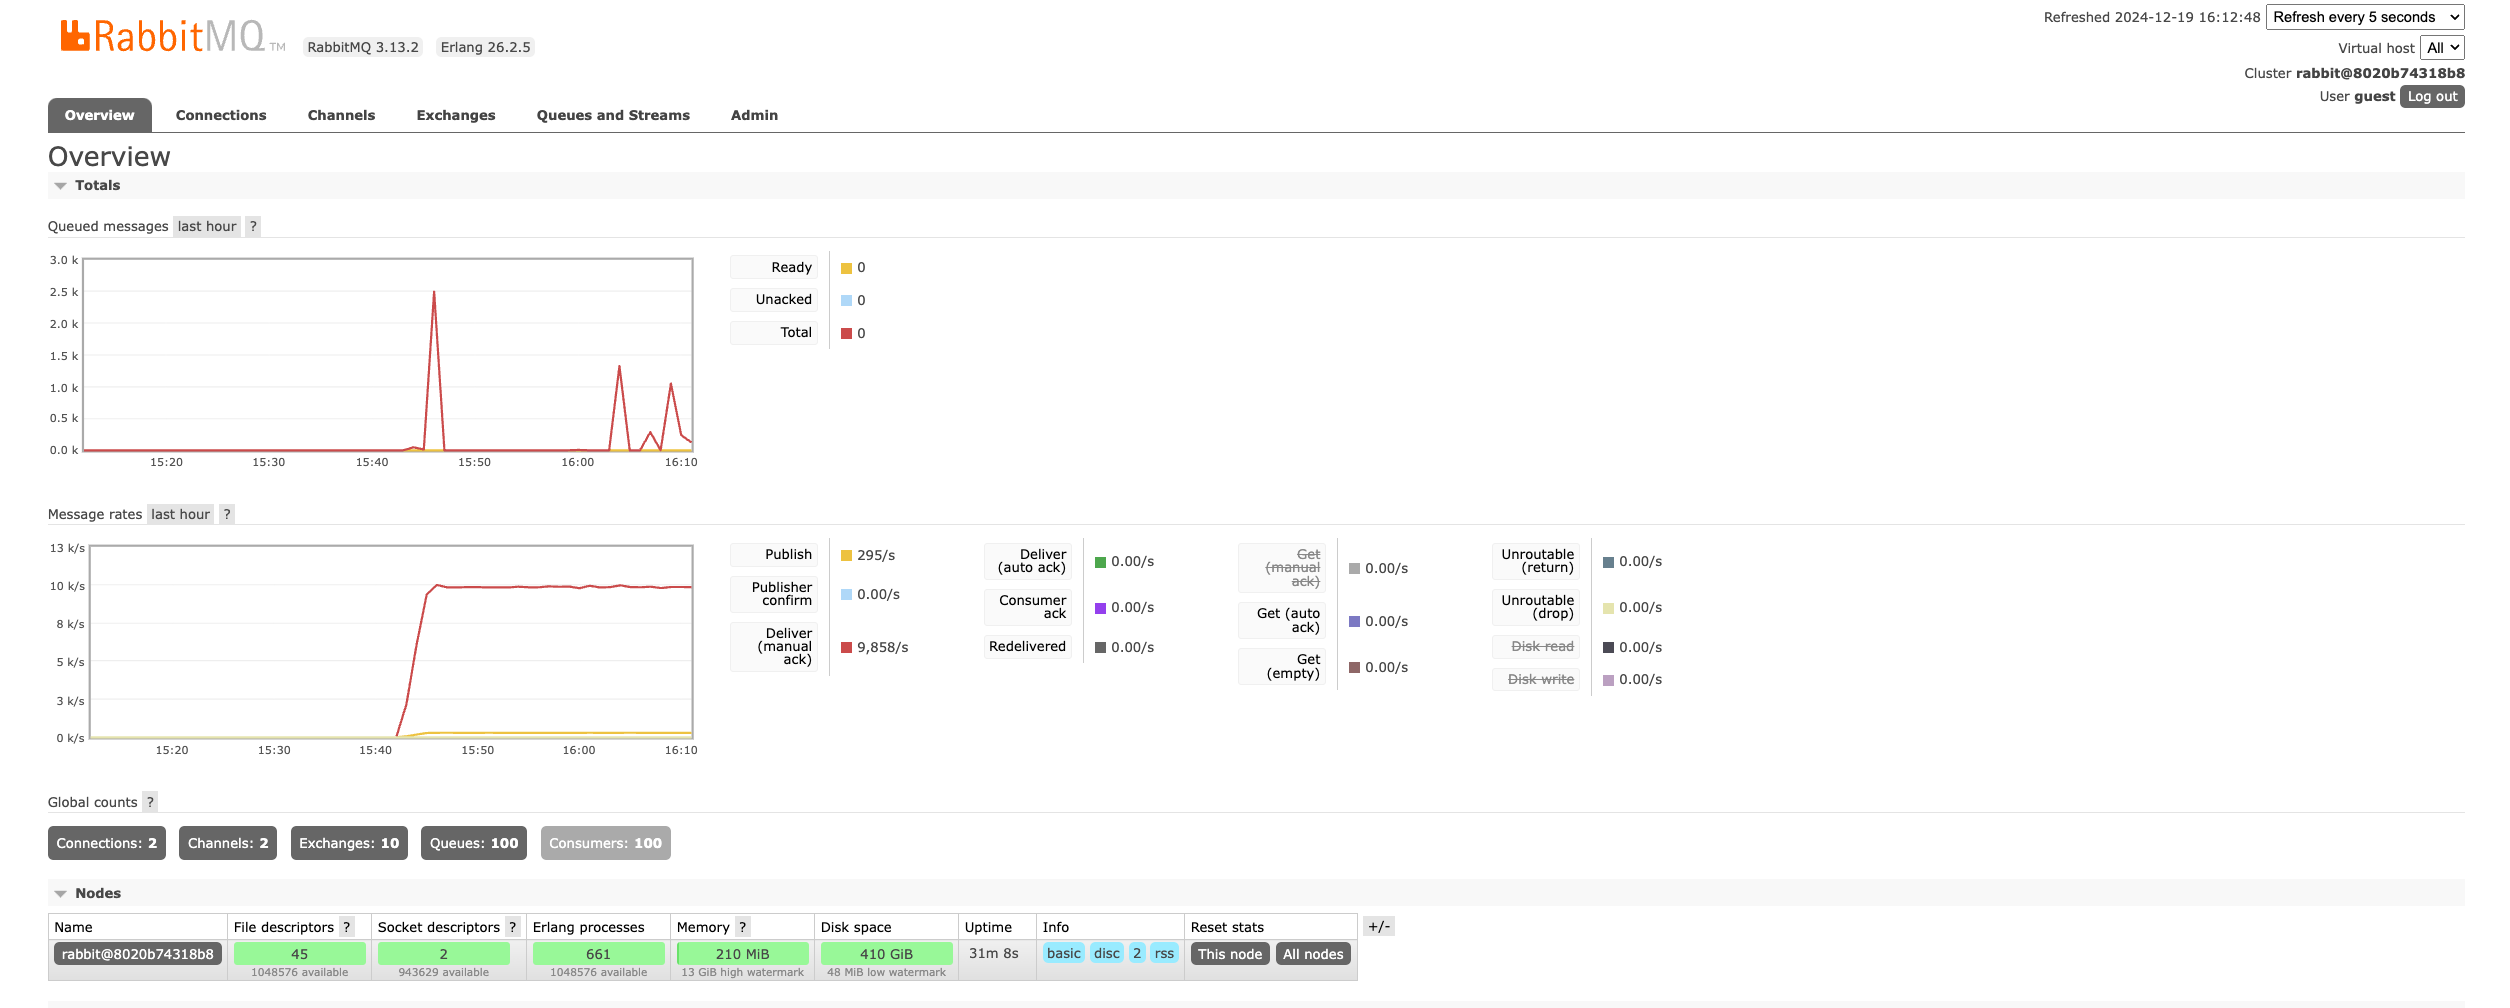 RabbitMQ TM RabbitMQ 3.13.2 Erlang 26.2.5
Refreshed 2024-12-19 16:12:48 Refresh every 5 seconds
Virtual host All
Cluster rabbit@8020b74318b8
User guest Log out
Overview Connections Channels Exchanges Queues and Streams Admin
Overview
Totals
Queued messages last hour ?
3.0 k
2.5 k
2.0 k
1.5 k
1.0 k
0.5 k
0.0 k
15:20 15:30 15:40 15:50 16:00 16:10
Ready 0
Unacked 0
Total 0
Message rates last hour ?
13 k/s
10 k/s
8 k/s
5 k/s
3 k/s
0 k/s
15:20 15:30 15:40 15:50 16:00 16:10
Publish 295/s
Publisher
confirm 0.00/s
Deliver
(manual
ack) 9,858/s
Deliver
(auto ack) 0.00/s
Consumer
ack 0.00/s
Redelivered 0.00/s
Get
(manual
ack) 0.00/s
Get (auto
ack) 0.00/s
Get
(empty) 0.00/s
Unroutable
(return) 0.00/s
Unroutable
(drop) 0.00/s
Disk read 0.00/s
Disk write 0.00/s
Global counts ?
Connections: 2 Channels: 2 Exchanges: 10 Queues: 100 Consumers: 100
Nodes
Name File descriptors ? Socket descriptors ? Erlang processes Memory ? Disk space Uptime Info Reset stats +/-
rabbit@8020b74318b8 45 2 661 210 MiB 410 GiB 31m 8s basic disc 2 rss This node All nodes
1048576 available 943629 available 1048576 available 13 GiB high watermark 48 MiB low watermark